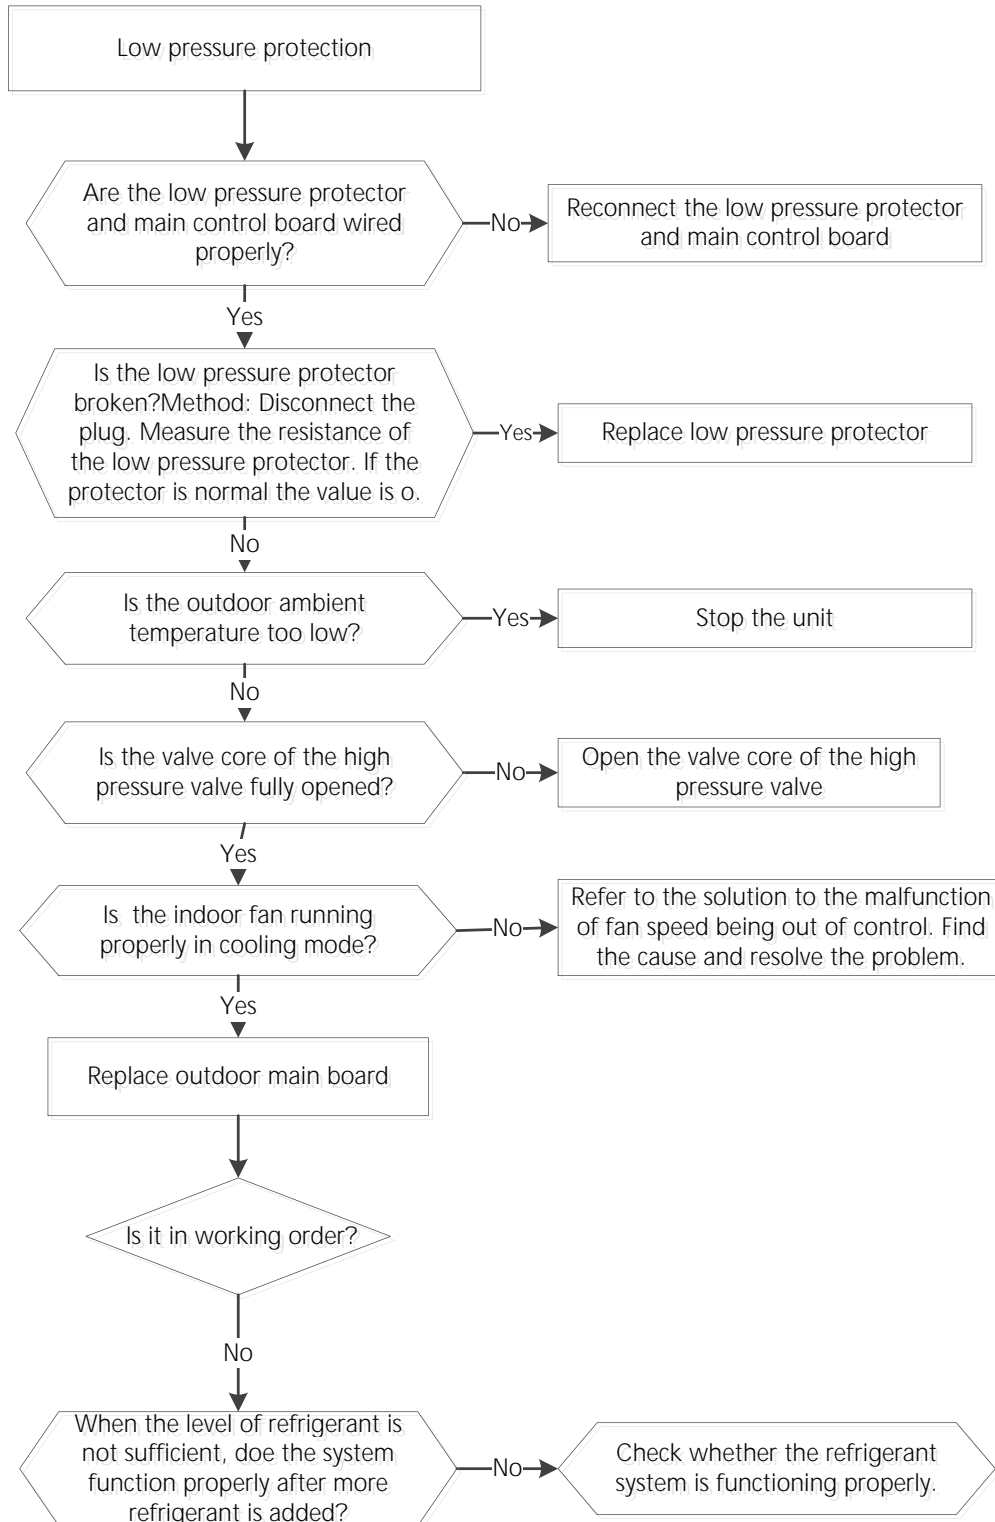 Low pressure protection
Are the low pressure protector
and main control board wired
properly?
No
Reconnect the low pressure protector
and main control board
Yes
Is the low pressure protector
broken?Method: Disconnect the
plug. Measure the resistance of
the low pressure protector. If the
protector is normal the value is o.
Yes
Replace low pressure protector
No
Is the outdoor ambient
temperature too low?
Yes
Stop the unit
No
Is the valve core of the high
pressure valve fully opened?
No
Open the valve core of the high
pressure valve
Yes
Is the indoor fan running
properly in cooling mode?
No
Refer to the solution to the malfunction
of fan speed being out of control. Find
the cause and resolve the problem.
Yes
Replace outdoor main board
Is it in working order?
No
When the level of refrigerant is
not sufficient, doe the system
function properly after more
refrigerant is added?
No
Check whether the refrigerant
system is functioning properly.